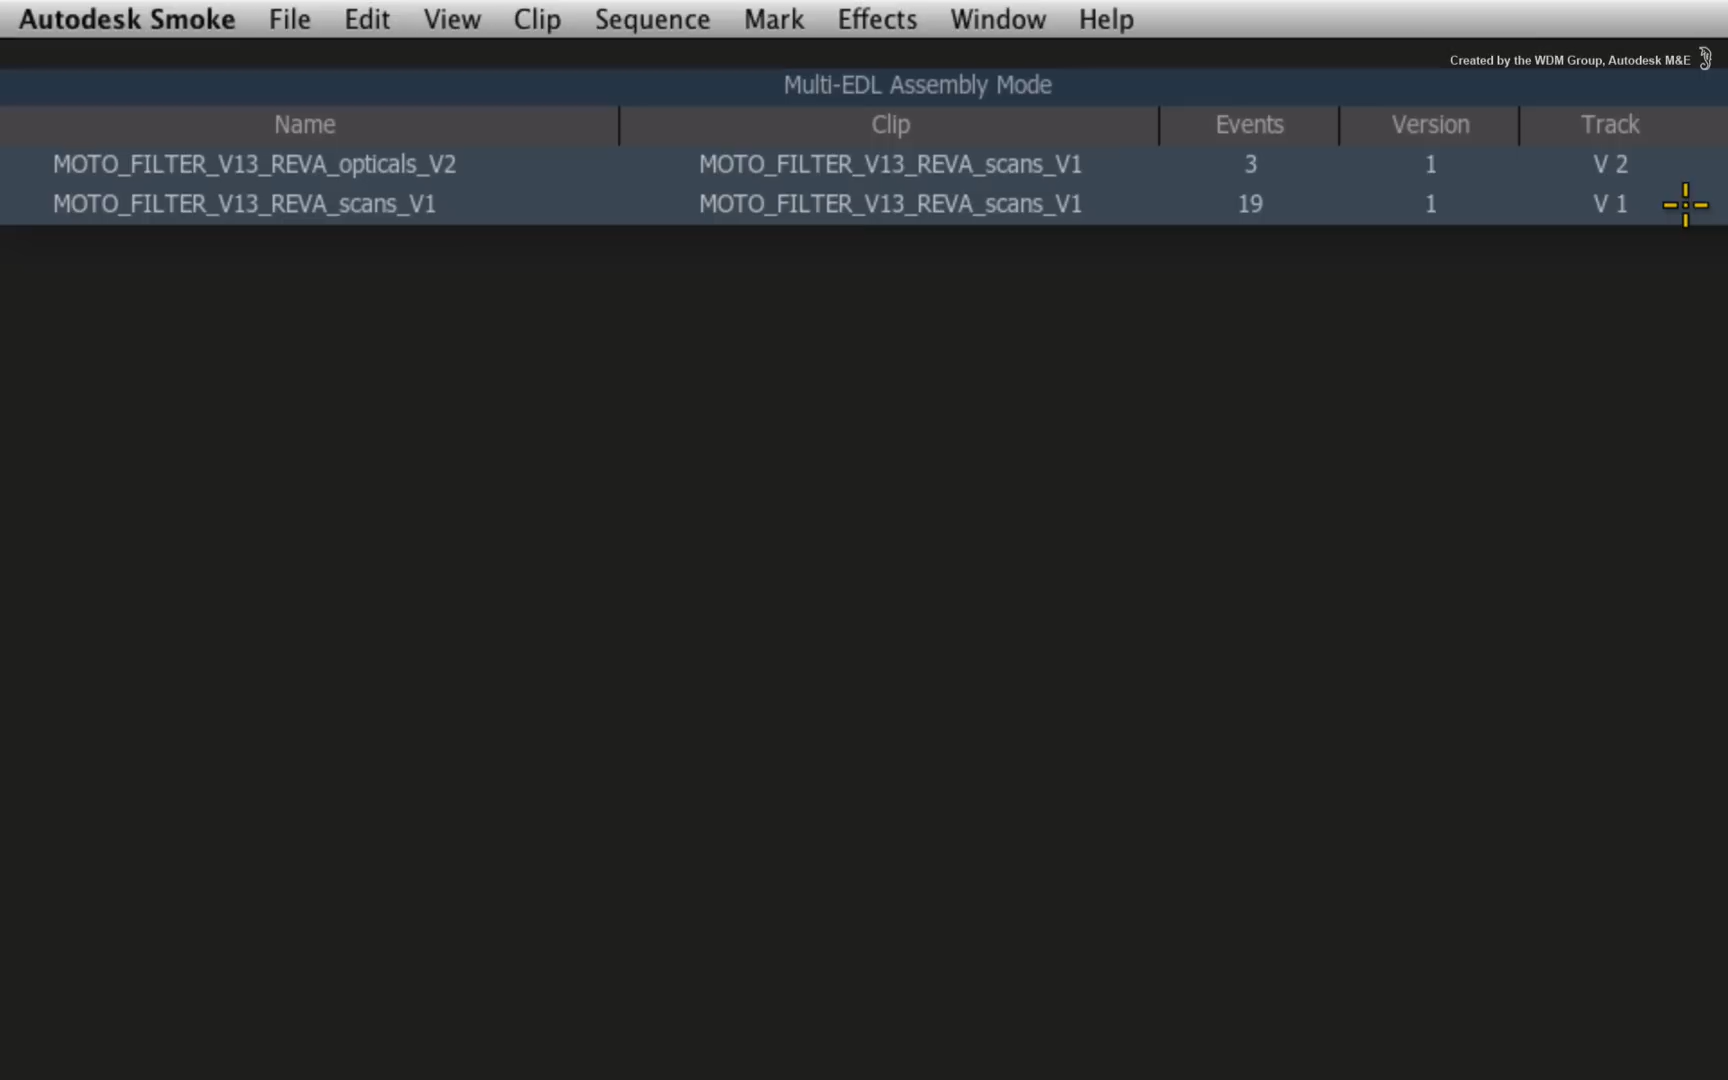 Autodesk Smoke File Edit View Clip Sequence Mark Effects Window Help
Created by the WDM Group, Autodesk M&E
Multi-EDL Assembly Mode
Name Clip Events Version Track
MOTO_FILTER_V13_REVA_opticals_V2 MOTO_FILTER_V13_REVA_scans_V1 3 1 V 2
MOTO_FILTER_V13_REVA_scans_V1 MOTO_FILTER_V13_REVA_scans_V1 19 1 V 1